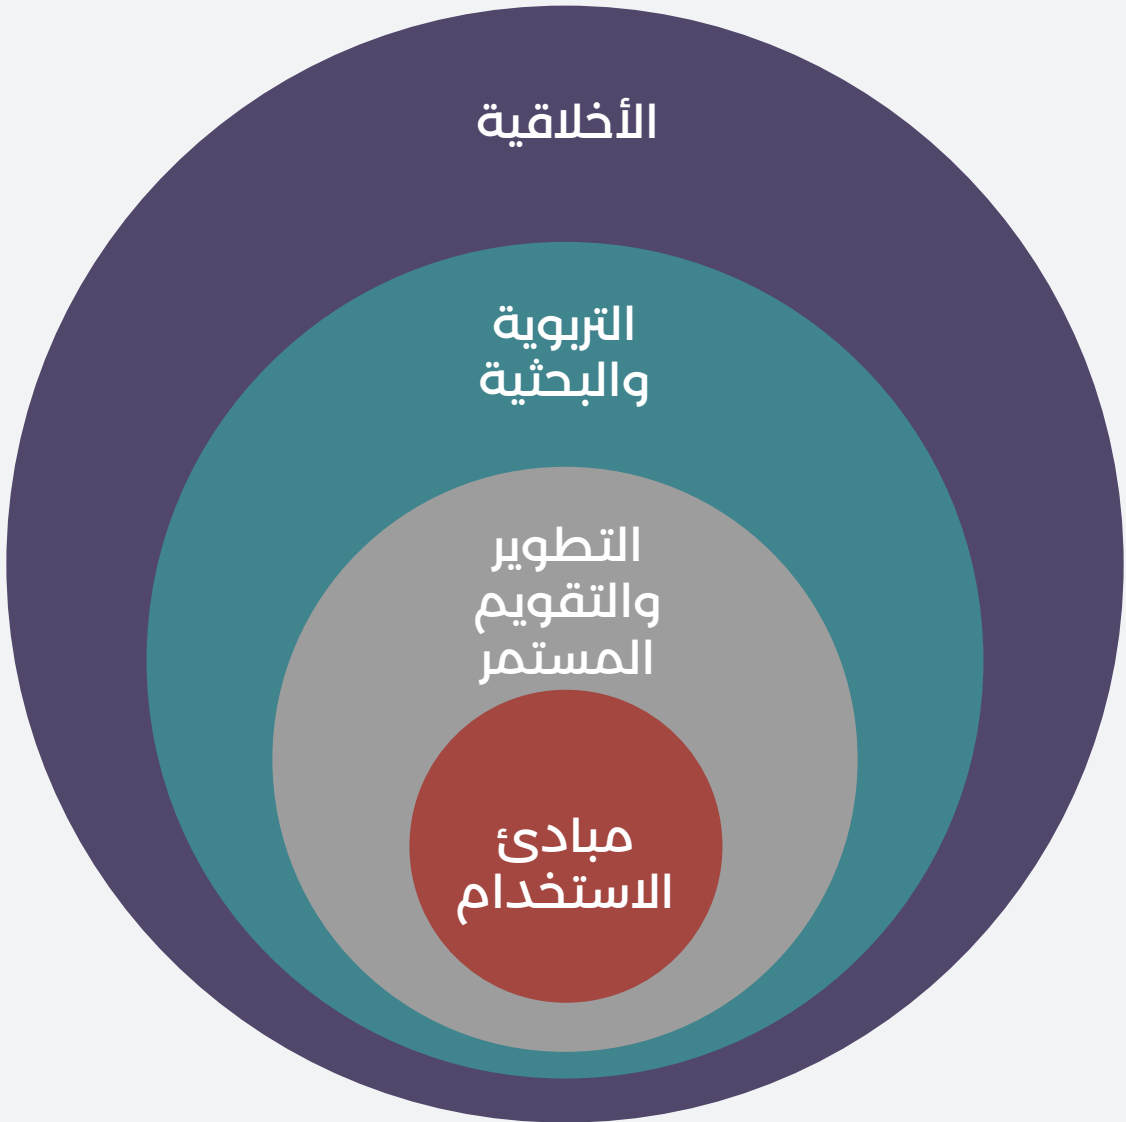 الأخلاقية
التربوية
والبحثية
التطوير
والتقويم
المستمر
مبادئ
الاستخدام